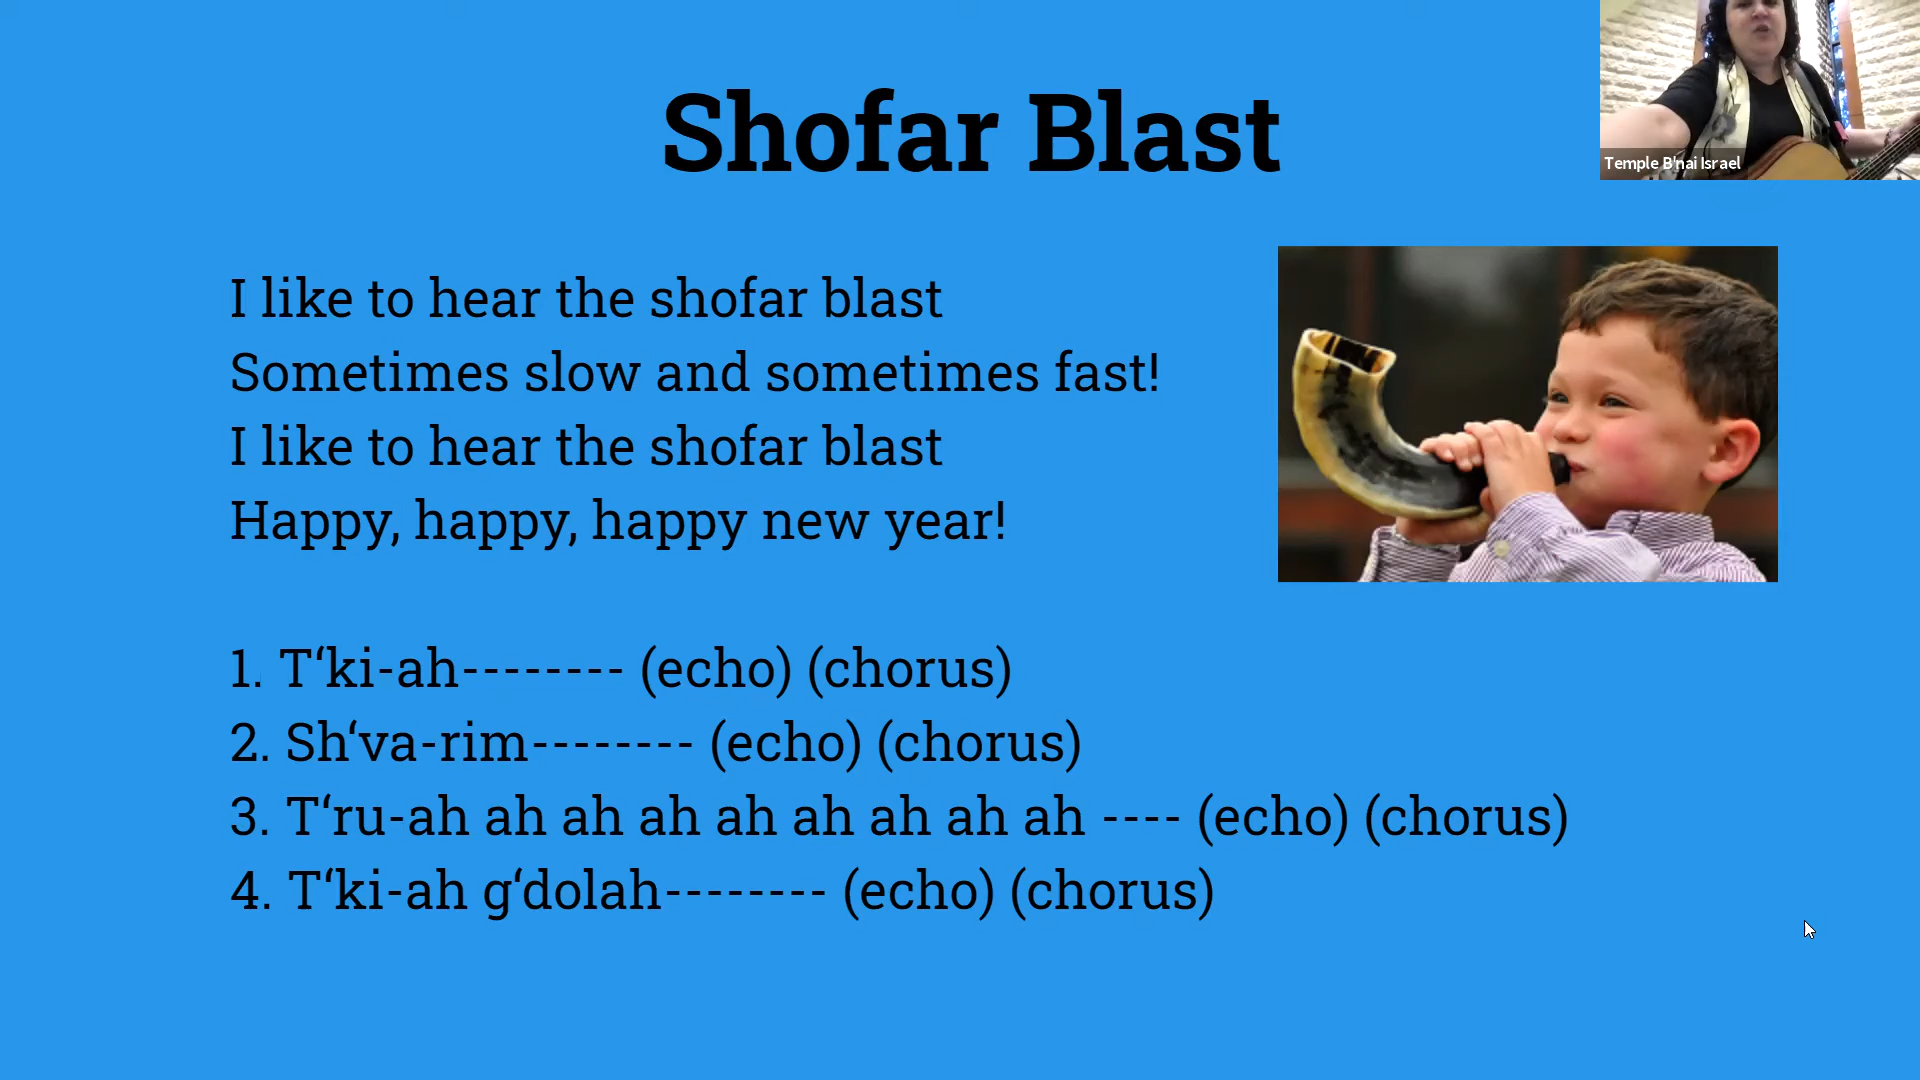 Shofar Blast
Temple B'nai Israel
I like to hear the shofar blast
Sometimes slow and sometimes fast!
I like to hear the shofar blast
Happy, happy, happy new year!
1. T‘ki-ah-------- (echo) (chorus)
2. Sh‘va-rim-------- (echo) (chorus)
3. T‘ru-ah ah ah ah ah ah ah ah ah ---- (echo) (chorus)
4. T‘ki-ah g‘dolah-------- (echo) (chorus)